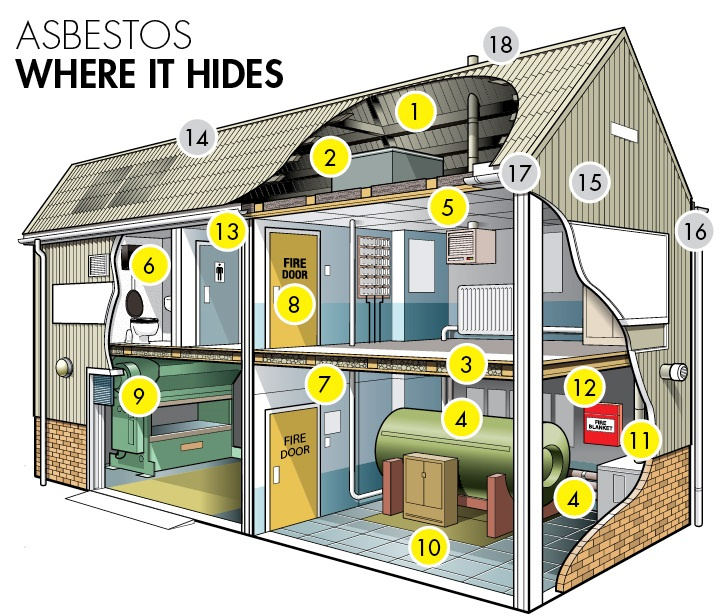 ASBESTOS
WHERE IT HIDES
18
1
14
2
17
15
5
13
16
6
FIRE
DOOR
8
3
7
12
9
4
FIRE
BLANKET
FIRE
DOOR
11
4
10